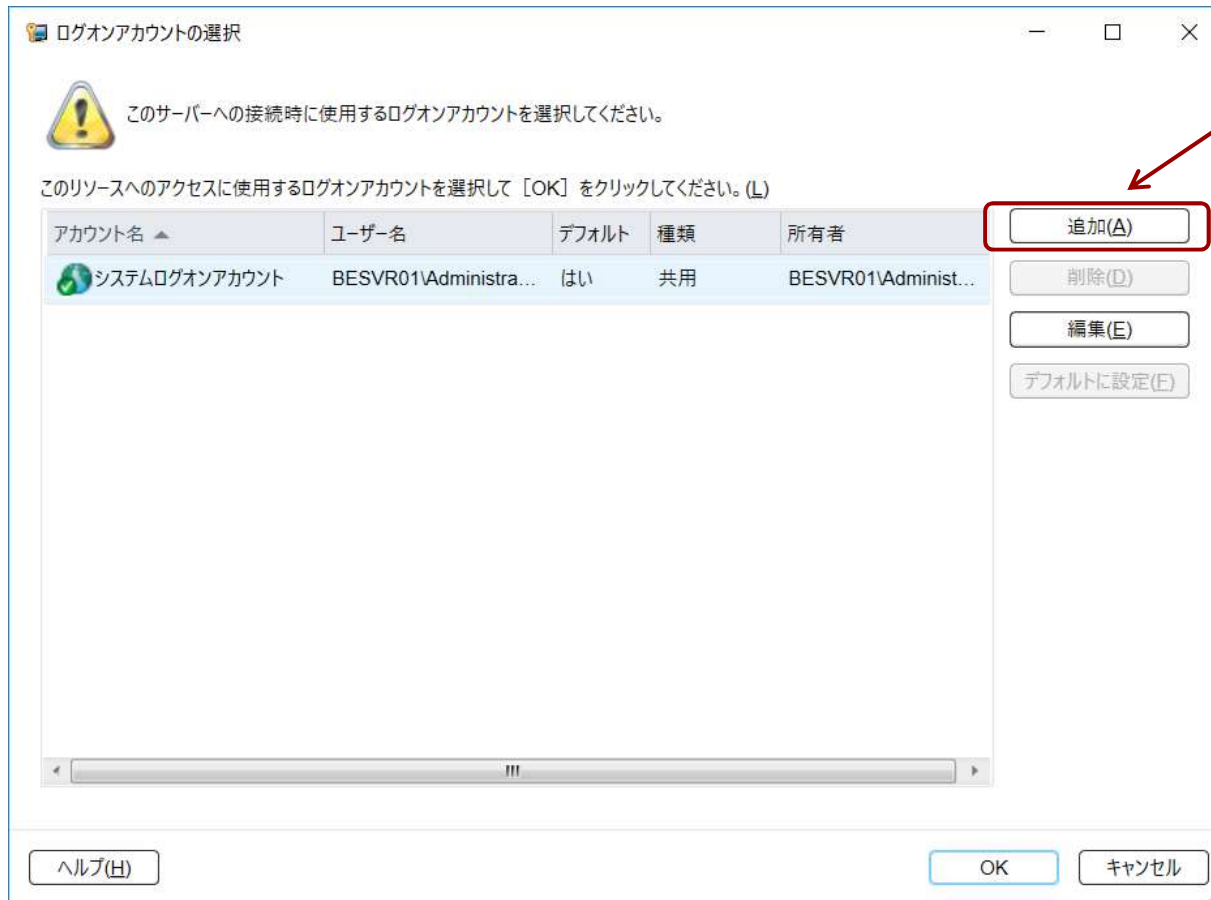 ログオンアカウントの選択
このサーバーへの接続時に使用するログオンアカウントを選択してください。
このリソースへのアクセスに使用するログオンアカウントを選択して［OK］をクリックしてください。(L)
アカウント名 ユーザー名 デフォルト 種類 所有者
システムログオンアカウント BESVR01\Administra... はい 共用 BESVR01\Administ...
追加(A)
削除(D)
編集(E)
デフォルトに設定(F)
ヘルプ(H) OK キャンセル